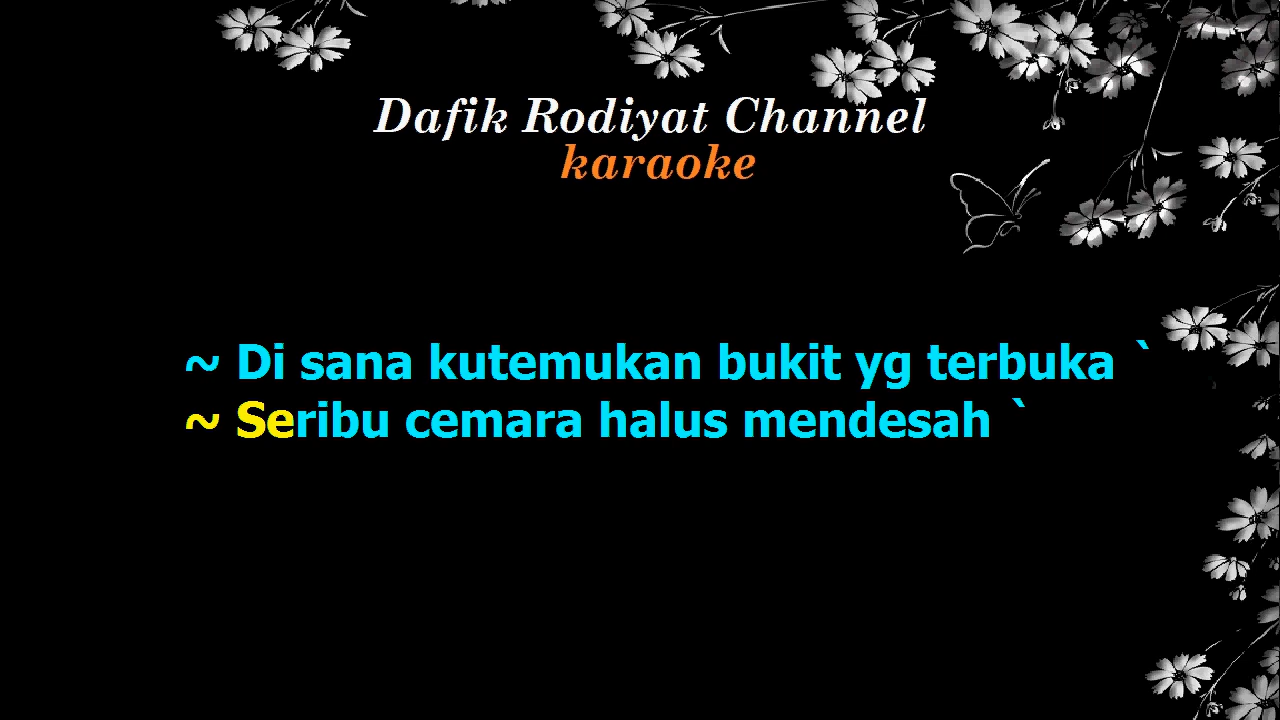 Dafik Rodiyat Channel
karaoke
~ Di sana kutemukan bukit yg terbuka `
~ Seribu cemara halus mendesah `